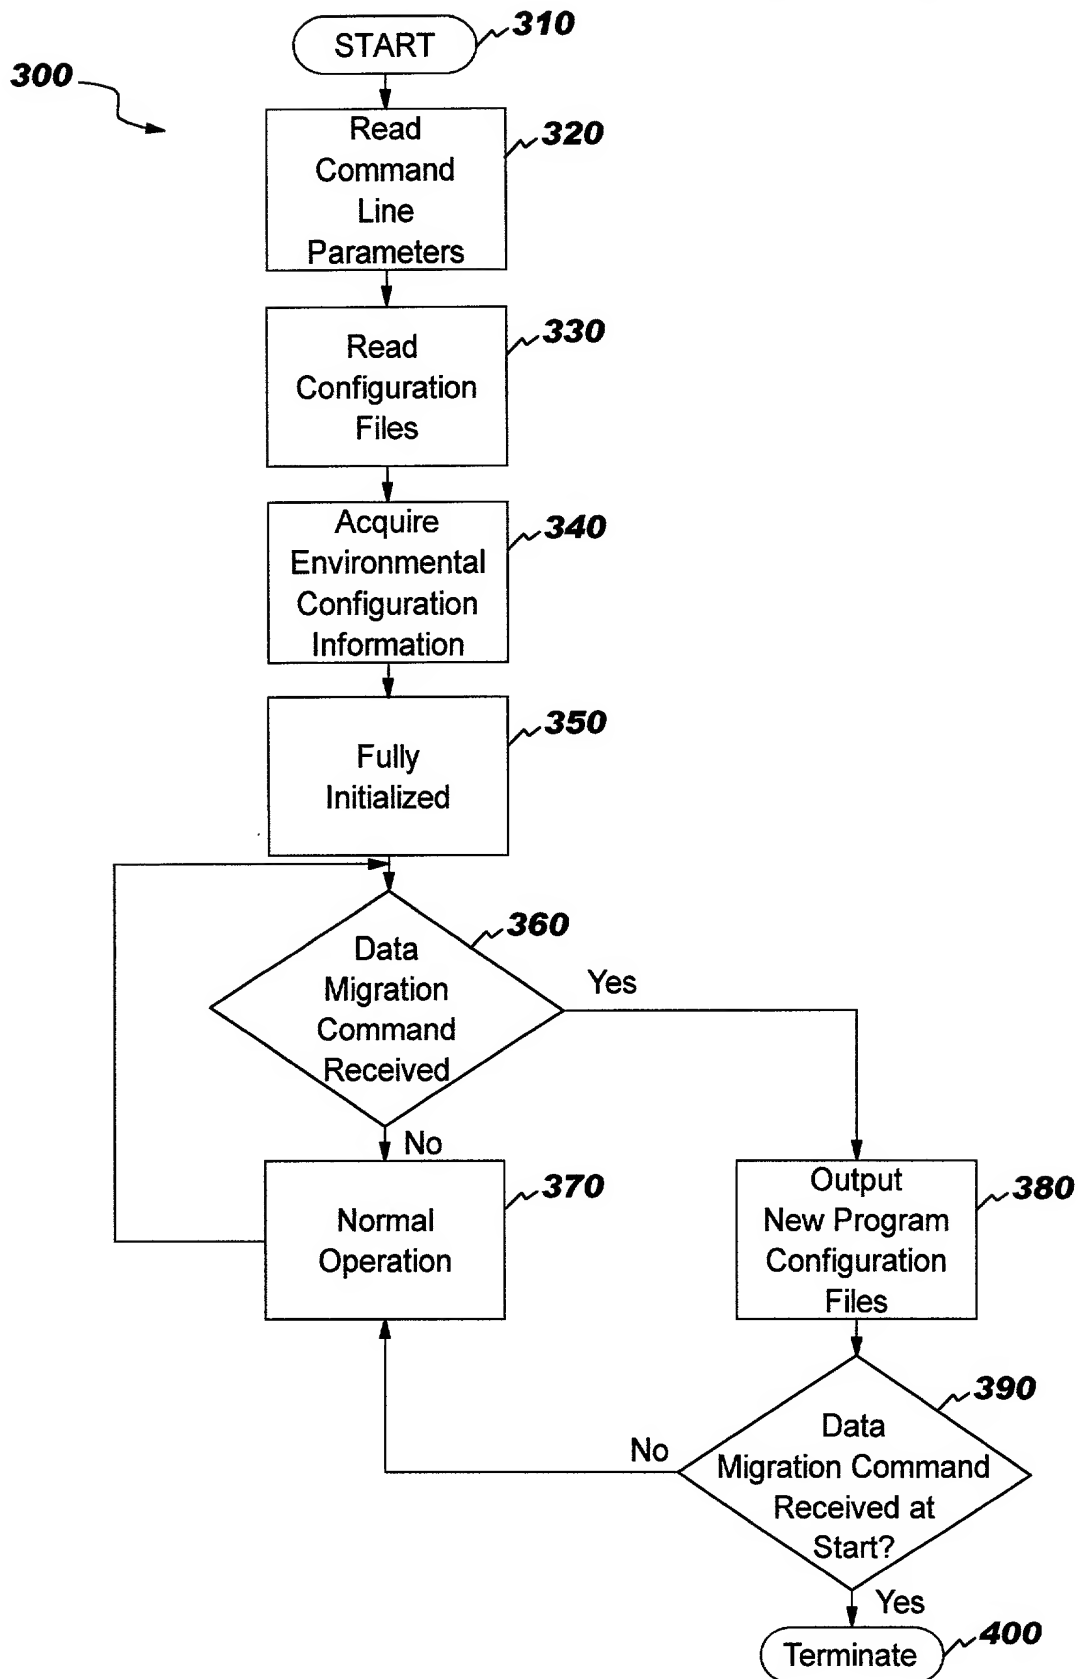 START
310
300
Read
Command
Line
Parameters
320
Read
Configuration
Files
330
Acquire
Environmental
Configuration
Information
340
Fully
Initialized
350
Data
Migration
Command
Received
360
Yes
No
Normal
Operation
370
Output
New Program
Configuration
Files
380
Data
Migration Command
Received at
Start?
390
No
Yes
Terminate
400